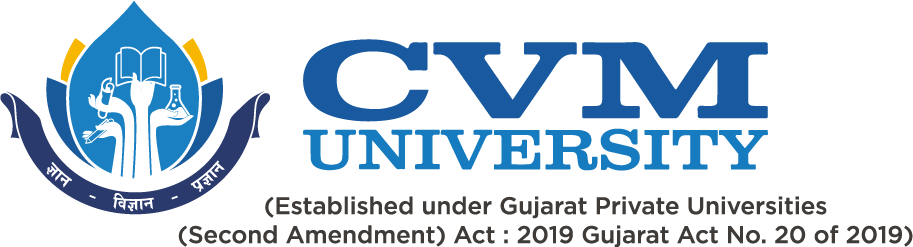 CVM
UNIVERSITY
ज्ञान - विज्ञान - प्रज्ञान
(Established under Gujarat Private Universities
(Second Amendment) Act : 2019 Gujarat Act No. 20 of 2019)